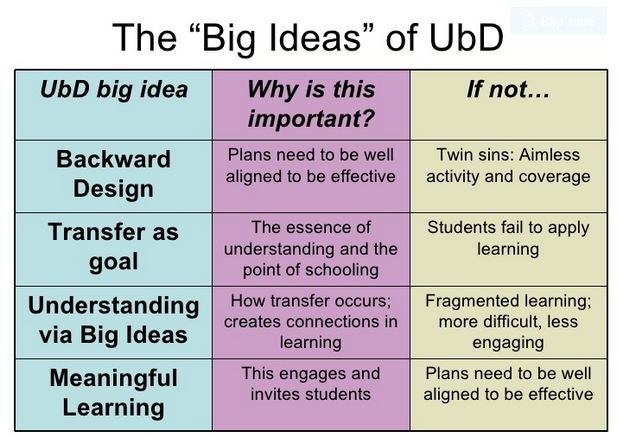 Clip slide
The “Big Ideas” of UbD
UbD big idea
Why is this
important?
If not…
Backward
Design
Plans need to be well
aligned to be effective
Twin sins: Aimless
activity and coverage
Transfer as
goal
The essence of
understanding and the
point of schooling
Students fail to apply
learning
Understanding
via Big Ideas
How transfer occurs;
creates connections in
learning
Fragmented learning;
more difficult, less
engaging
Meaningful
Learning
This engages and
invites students
Plans need to be well
aligned to be effective